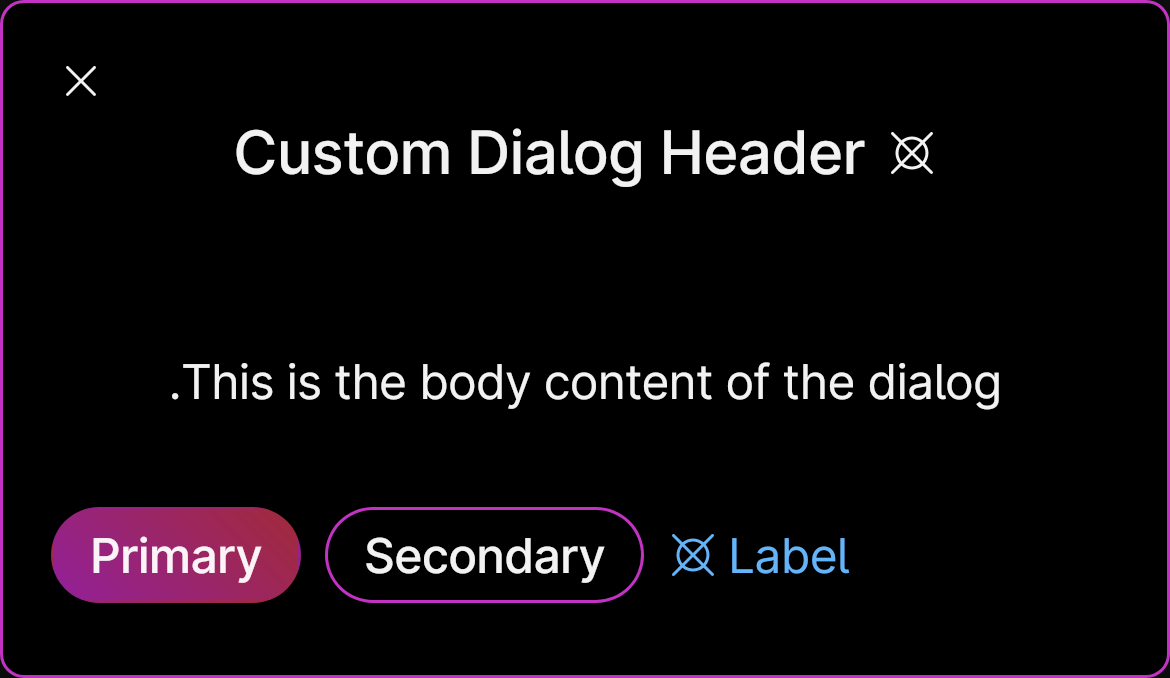 Custom Dialog Header
.This is the body content of the dialog
Primary Secondary Label